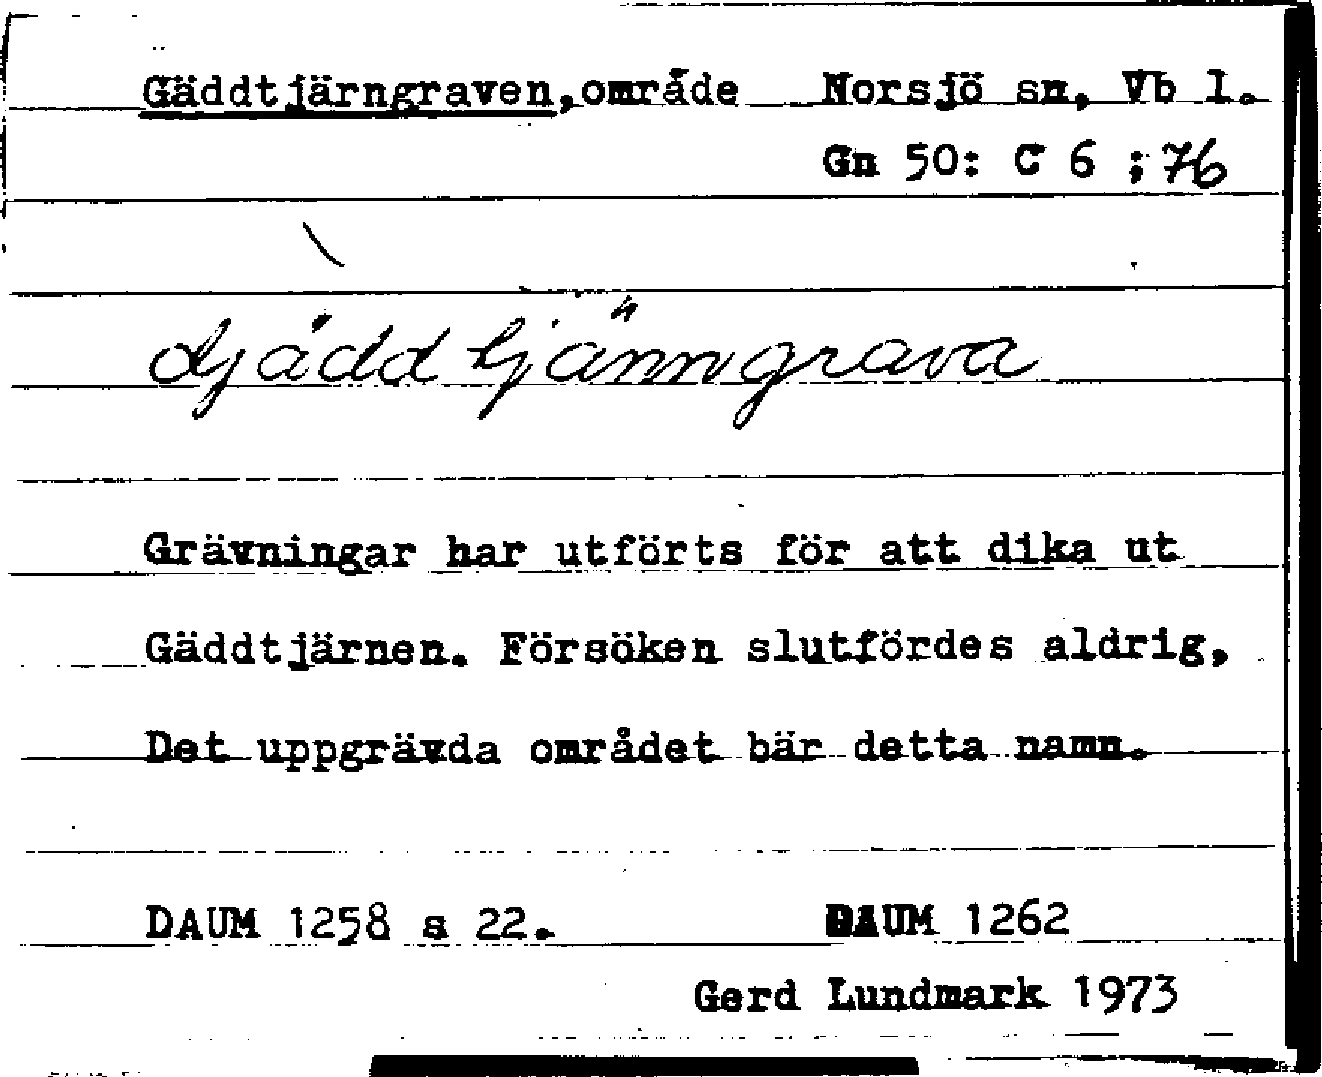 Gäddtjärngraven, område Norsjö sn, Vb l.
Gn 50: C 6 ; 76
djäddtjänngrava
Grävningar har utförts för att dika ut
Gäddtjärnen. Försöken slutfördes aldrig,
Det uppgrävda området bär detta namn.
DAUM 1258 s 22. DAUM 1262
Gerd Lundmark 1973